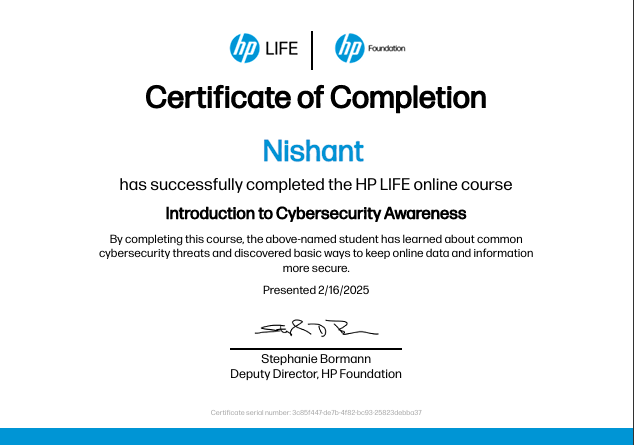 hp LIFE hp Foundation
Certificate of Completion
Nishant
has successfully completed the HP LIFE online course
Introduction to Cybersecurity Awareness
By completing this course, the above-named student has learned about common
cybersecurity threats and discovered basic ways to keep online data and information
more secure.
Presented 2/16/2025
Stephanie Bormann
Deputy Director, HP Foundation
Certificate serial number: 3c85f447-de7b-4f82-bc93-25823debba37